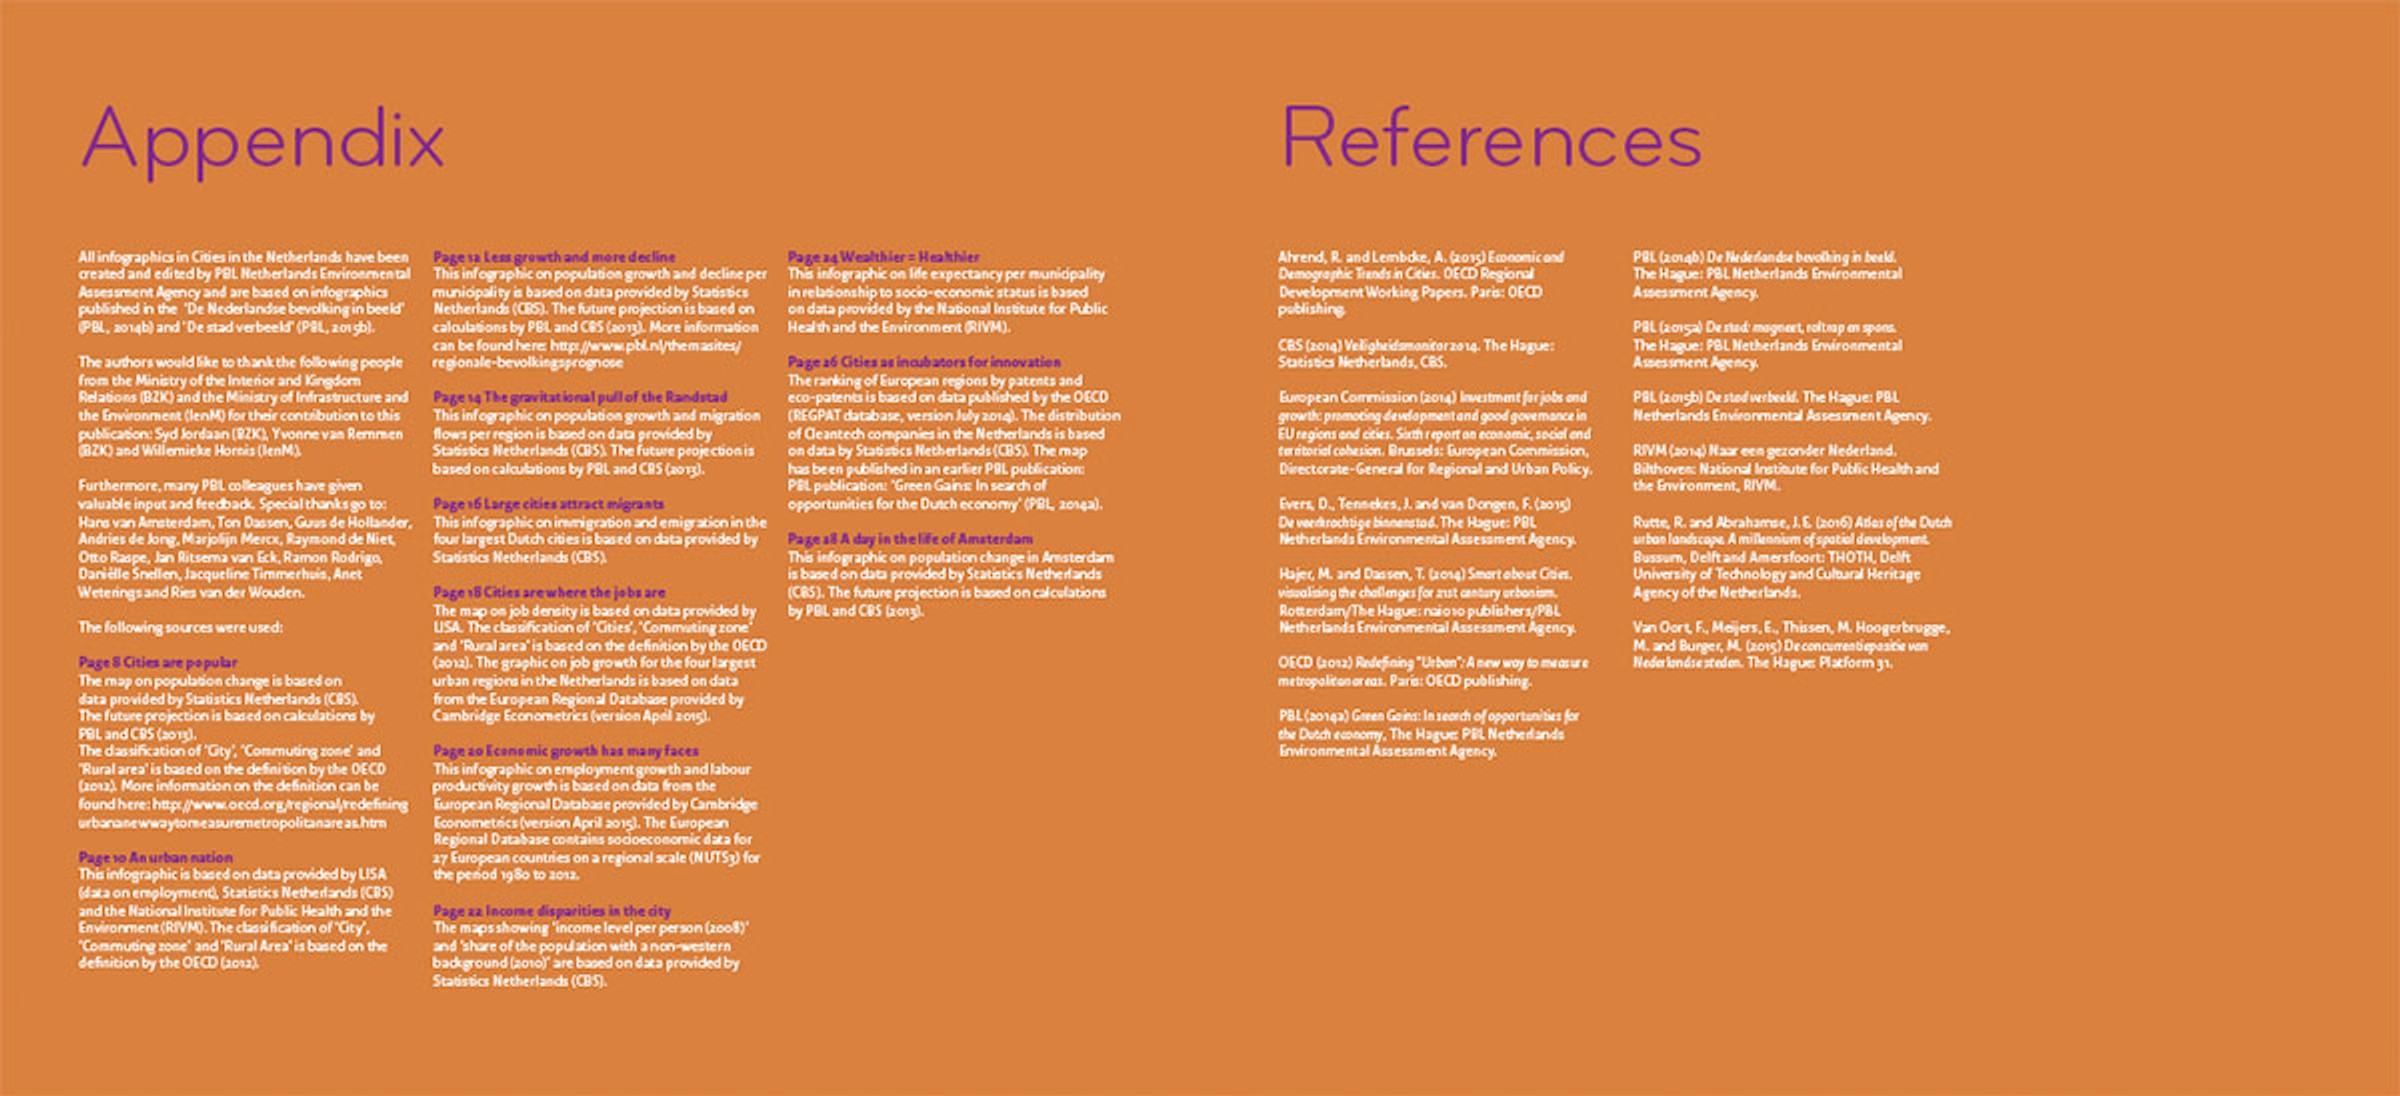 Appendix
All infographics in Cities in the Netherlands have been
created and edited by PBL Netherlands Environmental
Assessment Agency and are based on infographics
published in the 'De Nederlandse bevolking in beeld'
(PBL, 2014b) and 'De stad verbeeld' (PBL, 2015b).
The authors would like to thank the following people
from the Ministry of the Interior and Kingdom
Relations (BZK) and the Ministry of Infrastructure and
the Environment (IenM) for their contribution to this
publication: Syd Jordaan (BZK), Yvonne van Remmen
(BZK) and Willemieke Hornis (IenM).
Furthermore, many PBL colleagues have given
valuable input and feedback. Special thanks go to:
Hans van Amsterdam, Ton Dassen, Guus de Hollander,
Andries de Jong, Marjolijn Mercx, Raymond de Niet,
Otto Raspe, Jan Ritsema van Eck, Ramon Rodrigo,
Daniëlle Snellen, Jacqueline Timmerhuis, Anet
Weterings and Ries van der Wouden.
The following sources were used:
Page 8 Cities are popular
The map on population change is based on
data provided by Statistics Netherlands (CBS).
The future projection is based on calculations by
PBL and CBS (2013).
The classification of 'City', 'Commuting zone' and
'Rural area' is based on the definition by the OECD
(2012). More information on the definition can be
found here: http://www.oecd.org/regional/redefining
urbananewwaytomeasuremetropolitanareas.htm
Page 10 An urban nation
This infographic is based on data provided by LISA
(data on employment), Statistics Netherlands (CBS)
and the National Institute for Public Health and the
Environment (RIVM). The classification of 'City',
'Commuting zone' and 'Rural Area' is based on the
definition by the OECD (2012).
Page 12 Less growth and more decline
This infographic on population growth and decline per
municipality is based on data provided by Statistics
Netherlands (CBS). The future projection is based on
calculations by PBL and CBS (2013). More information
can be found here: http://www.pbl.nl/themasites/
regionale-bevolkingsprognose
Page 14 The gravitational pull of the Randstad
This infographic on population growth and migration
flows per region is based on data provided by
Statistics Netherlands (CBS). The future projection is
based on calculations by PBL and CBS (2013).
Page 16 Large cities attract migrants
This infographic on immigration and emigration in the
four largest Dutch cities is based on data provided by
Statistics Netherlands (CBS).
Page 18 Cities are where the jobs are
The map on job density is based on data provided by
LISA. The classification of 'Cities', 'Commuting zone'
and 'Rural area' is based on the definition by the OECD
(2012). The graphic on job growth for the four largest
urban regions in the Netherlands is based on data
from the European Regional Database provided by
Cambridge Econometrics (version April 2015).
Page 20 Economic growth has many faces
This infographic on employment growth and labour
productivity growth is based on data from the
European Regional Database provided by Cambridge
Econometrics (version April 2015). The European
Regional Database contains socioeconomic data for
27 European countries on a regional scale (NUTS3) for
the period 1980 to 2012.
Page 22 Income disparities in the city
The maps showing 'income level per person (2008)'
and 'share of the population with a non-western
background (2010)' are based on data provided by
Statistics Netherlands (CBS).
Page 24 Wealthier = Healthier
This infographic on life expectancy per municipality
in relationship to socio-economic status is based
on data provided by the National Institute for Public
Health and the Environment (RIVM).
Page 26 Cities as incubators for innovation
The ranking of European regions by patents and
eco-patents is based on data published by the OECD
(REGPAT database, version July 2014). The distribution
of Cleantech companies in the Netherlands is based
on data by Statistics Netherlands (CBS). The map
has been published in an earlier PBL publication:
PBL publication: 'Green Gains: In search of
opportunities for the Dutch economy' (PBL, 2014a).
Page 28 A day in the life of Amsterdam
This infographic on population change in Amsterdam
is based on data provided by Statistics Netherlands
(CBS). The future projection is based on calculations
by PBL and CBS (2013).
References
Ahrend, R. and Lembcke, A. (2015) Economic and
Demographic Trends in Cities. OECD Regional
Development Working Papers. Paris: OECD
publishing.
CBS (2014) Veiligheidsmonitor 2014. The Hague:
Statistics Netherlands, CBS.
European Commission (2014) Investment for jobs and
growth: promoting development and good governance in
EU regions and cities. Sixth report on economic, social and
territorial cohesion. Brussels: European Commission,
Directorate-General for Regional and Urban Policy.
Evers, D., Tennekes, J. and van Dongen, F. (2015)
De veerkrachtige binnenstad. The Hague: PBL
Netherlands Environmental Assessment Agency.
Hajer, M. and Dassen, T. (2014) Smart about Cities,
visualising the challenges for 21st century urbanism.
Rotterdam/The Hague: nai010 publishers/PBL
Netherlands Environmental Assessment Agency.
OECD (2012) Redefining "Urban": A new way to measure
metropolitan areas. Paris: OECD publishing.
PBL (2014a) Green Gains: In search of opportunities for
the Dutch economy, The Hague: PBL Netherlands
Environmental Assessment Agency.
PBL (2014b) De Nederlandse bevolking in beeld.
The Hague: PBL Netherlands Environmental
Assessment Agency.
PBL (2015a) De stad: magneet, roltrap en spons.
The Hague: PBL Netherlands Environmental
Assessment Agency.
PBL (2015b) De stad verbeeld. The Hague: PBL
Netherlands Environmental Assessment Agency.
RIVM (2014) Naar een gezonder Nederland.
Bilthoven: National Institute for Public Health and
the Environment, RIVM.
Rutte, R. and Abrahamse, J.E. (2016) Atlas of the Dutch
urban landscape. A millennium of spatial development.
Bussum, Delft and Amersfoort: THOTH, Delft
University of Technology and Cultural Heritage
Agency of the Netherlands.
Van Oort, F., Meijers, E., Thissen, M. Hoogerbrugge,
M. and Burger, M. (2015) De concurrentiepositie van
Nederlandse steden. The Hague: Platform 31.